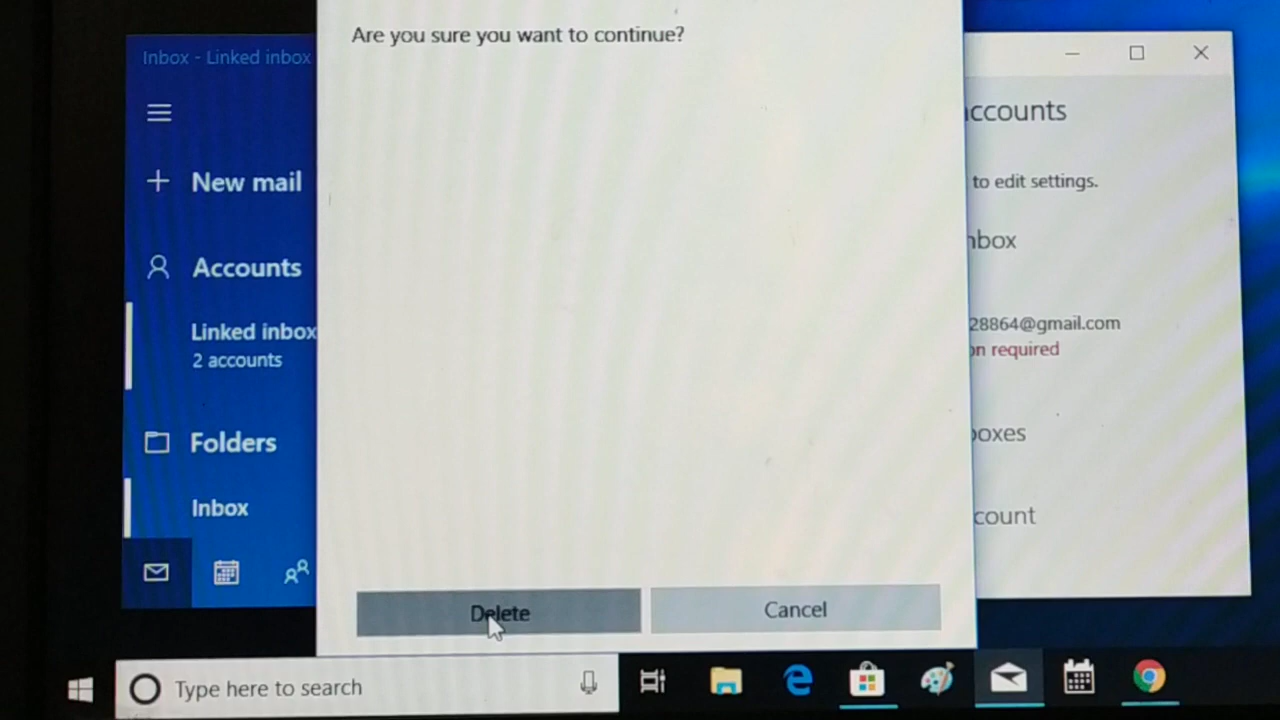 Are you sure you want to continue?
Inbox - Linked inbox
New mail
Accounts
Linked inbox
2 accounts
Folders
Inbox
Delete
Cancel
ccounts
to edit settings.
nbox
28864@gmail.com
on required
boxes
count
Type here to search